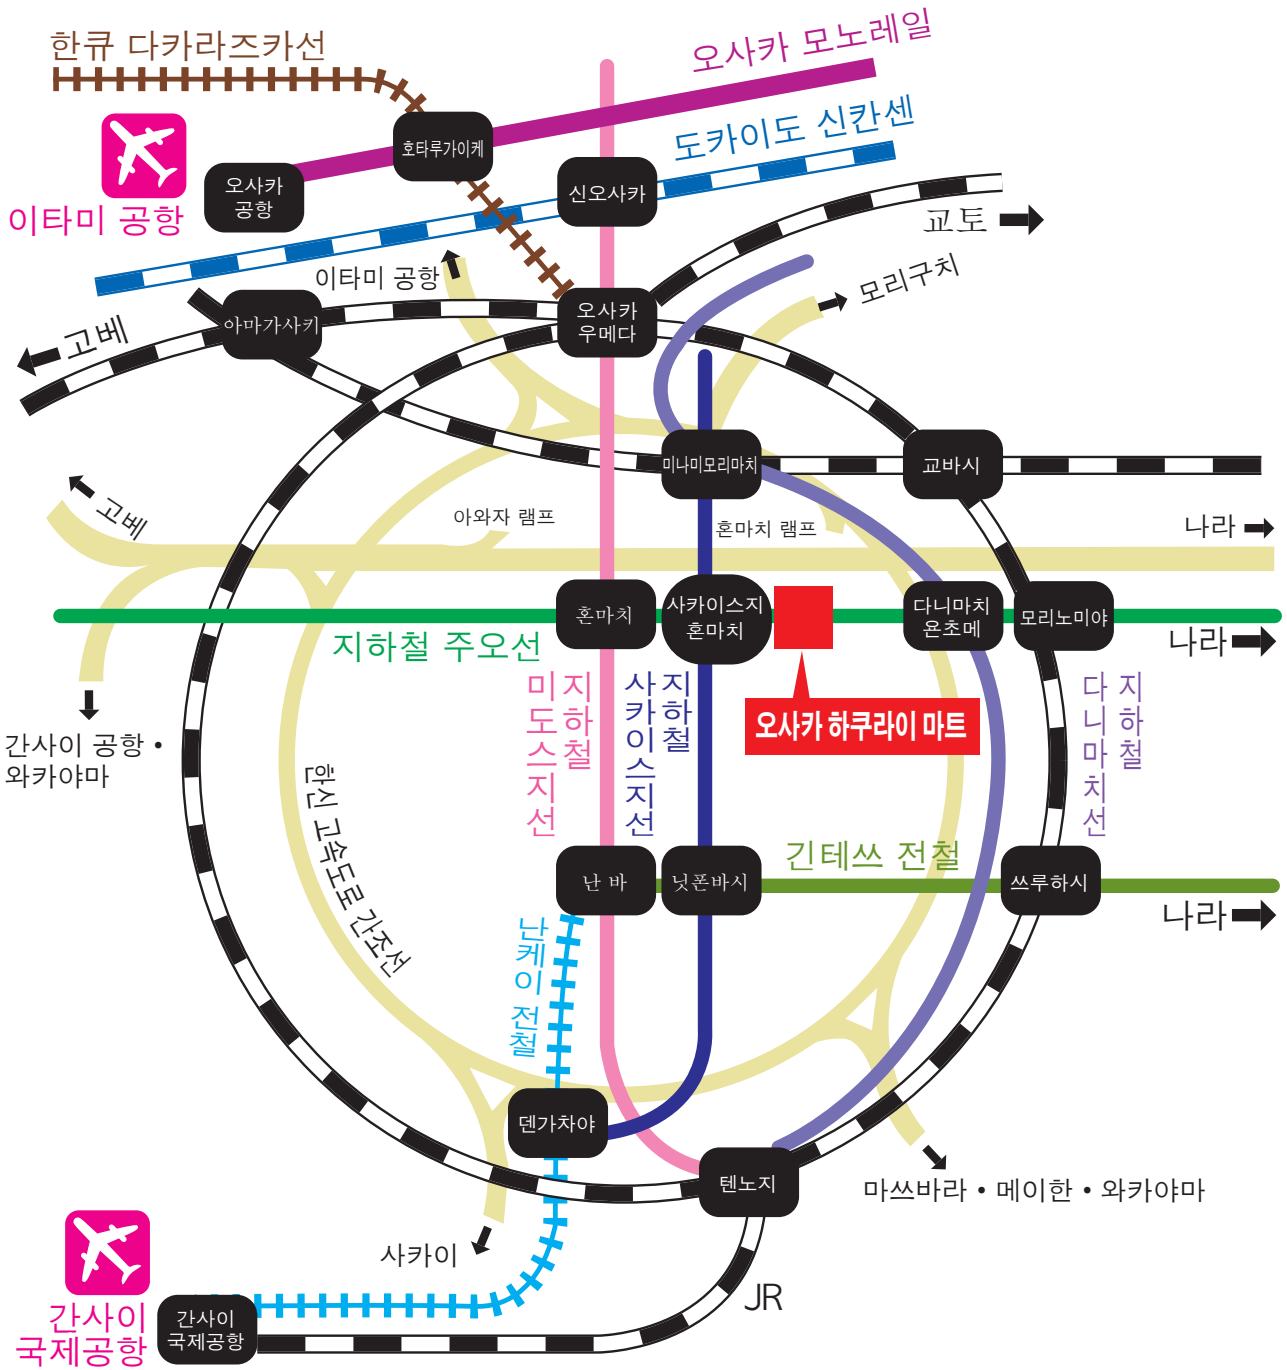 한큐 다카라즈카선
오사카 모노레일
도카이도 신칸센
호타루가이케
오사카
공항
이타미 공항
신오사카
교토
이타미 공항
모리구치
오사카
우메다
아마가사키
고베
미나미모리마치
교바시
고베
아와자 램프
혼마치 램프
나라
혼마치
사카이스지
혼마치
다니마치
욘초메
모리노미야
지하철 주오선
나라
지하철
미도스지선
지하철
사카이스지선
오사카 하쿠라이 마트
지하철
다니마치선
간사이 공항・
와카야마
한신 고속도로 간조선
긴테쓰 전철
난 바
닛폰바시
쓰루하시
나라
난케이 전철
덴가차야
텐노지
마쓰바라・메이한・와카야마
사카이
JR
간사이
국제공항
간사이
국제공항